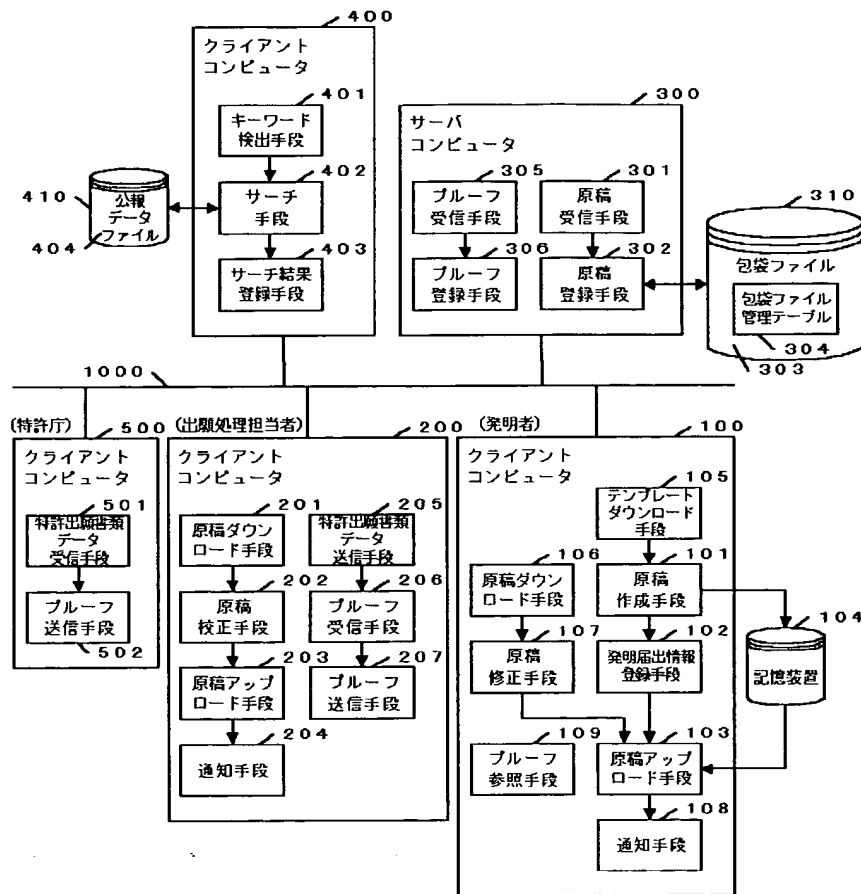 400
クライアント
コンピュータ
401
キーワード
検出手段
402
サーチ
手段
403
サーチ結果
登録手段
410
公報
データ
ファイル
404
300
サーバ
コンピュータ
305
プルーフ
受信手段
301
原稿
受信手段
306
プルーフ
登録手段
302
原稿
登録手段
310
包袋ファイル
包袋ファイル
管理テーブル
304
303
1000
(特許庁)
500
クライアント
コンピュータ
501
特許出願書類
データ
受信手段
プルーフ
送信手段
502
(出願処理担当者)
200
クライアント
コンピュータ
201
原稿ダウン
ロード手段
205
特許出願書類
データ
送信手段
202
原稿
校正手段
206
プルーフ
受信手段
203
原稿アップ
ロード手段
207
プルーフ
送信手段
204
通知手段
(発明者)
100
クライアント
コンピュータ
105
テンプレート
ダウンロード
手段
106
原稿ダウン
ロード手段
101
原稿
作成手段
104
記憶装置
107
原稿
修正手段
102
発明届出情報
登録手段
109
プルーフ
参照手段
103
原稿アップ
ロード手段
108
通知手段